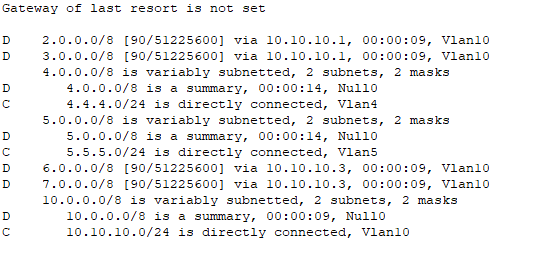 Gateway of last resort is not set

D    2.0.0.0/8 [90/51225600] via 10.10.10.1, 00:00:09, Vlan10
D    3.0.0.0/8 [90/51225600] via 10.10.10.1, 00:00:09, Vlan10
     4.0.0.0/8 is variably subnetted, 2 subnets, 2 masks
D       4.0.0.0/8 is a summary, 00:00:14, Null0
C       4.4.4.0/24 is directly connected, Vlan4
     5.0.0.0/8 is variably subnetted, 2 subnets, 2 masks
D       5.0.0.0/8 is a summary, 00:00:14, Null0
C       5.5.5.0/24 is directly connected, Vlan5
D    6.0.0.0/8 [90/51225600] via 10.10.10.3, 00:00:09, Vlan10
D    7.0.0.0/8 [90/51225600] via 10.10.10.3, 00:00:09, Vlan10
     10.0.0.0/8 is variably subnetted, 2 subnets, 2 masks
D       10.0.0.0/8 is a summary, 00:00:09, Null0
C       10.10.10.0/24 is directly connected, Vlan10